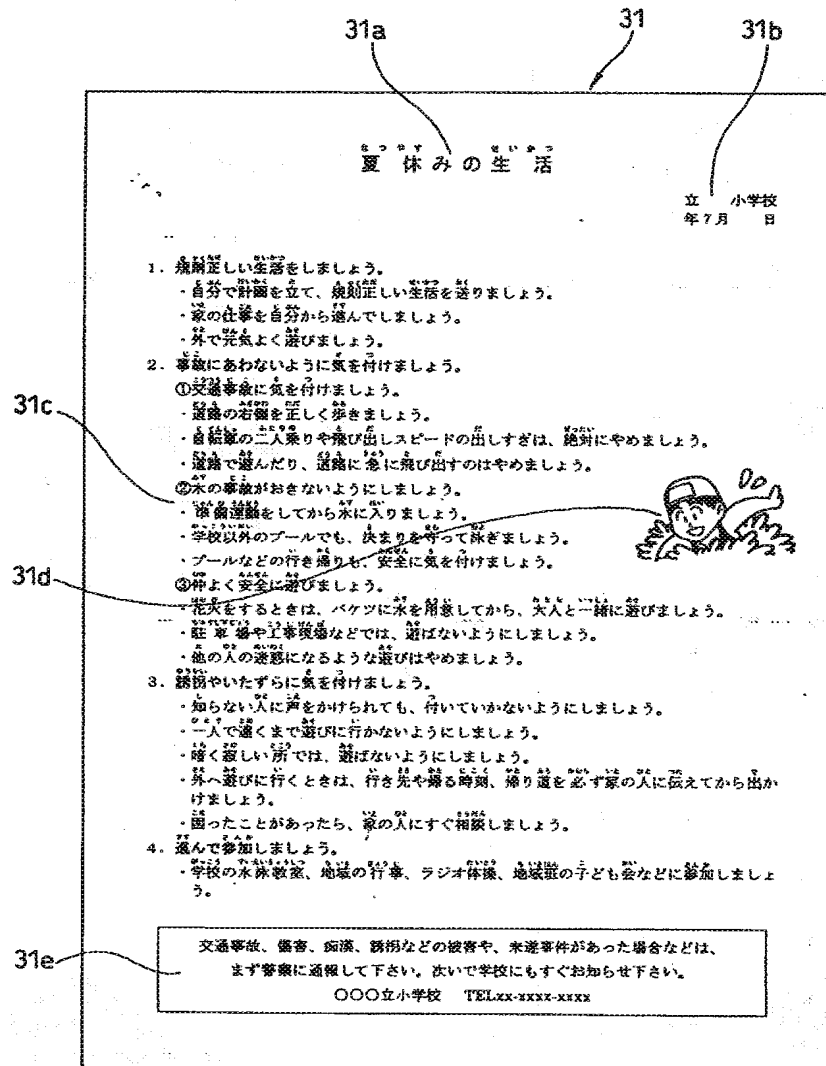 31a
31
31b
なつやす せいかつ
夏休みの生活
立 小学校
年7月 日
1. 規則正しい生活をしましょう。
・自分で計画を立て、規則正しい生活を送りましょう。
・家の仕事を自分から進んでしましょう。
・外で元気よく遊びましょう。
2. 事故にあわないように気を付けましょう。
①交通事故に気を付けましょう。
31c
・道路の右側を正しく歩きましょう。
・自転車の二人乗りや飛び出しスピードの出しすぎは、絶対にやめましょう。
・道路で遊んだり、道路に急に飛び出すのはやめましょう。
②水の事故がおきないようにしましょう。
・準備運動をしてから水に入りましょう。
・学校以外のプールでも、決まりを守って泳ぎましょう。
・プールなどの行き帰りも、安全に気を付けましょう。
31d
③仲よく安全に遊びましょう。
・花火をするときは、バケツに水を用意してから、大人と一緒に遊びましょう。
・駐車場や工事現場などでは、遊ばないようにしましょう。
・他の人の迷惑になるような遊びはやめましょう。
3. 誘拐やいたずらに気を付けましょう。
・知らない人に声をかけられても、付いていかないようにしましょう。
・一人で遠くまで遊びに行かないようにしましょう。
・暗く寂しい所では、遊ばないようにしましょう。
・外へ遊びに行くときは、行き先や帰る時刻、帰り道を必ず家の人に伝えてから出か
けましょう。
・困ったことがあったら、家の人にすぐ相談しましょう。
4. 進んで参加しましょう。
・学校の水泳教室、地域の行事、ラジオ体操、地域班の子ども会などに参加しましょ
う。
31e
交通事故、傷害、痴漢、誘拐などの被害や、未遂事件があった場合などは、
まず警察に通報して下さい。次いで学校にもすぐお知らせ下さい。
〇〇〇立小学校 TELxx-xxxx-xxxx